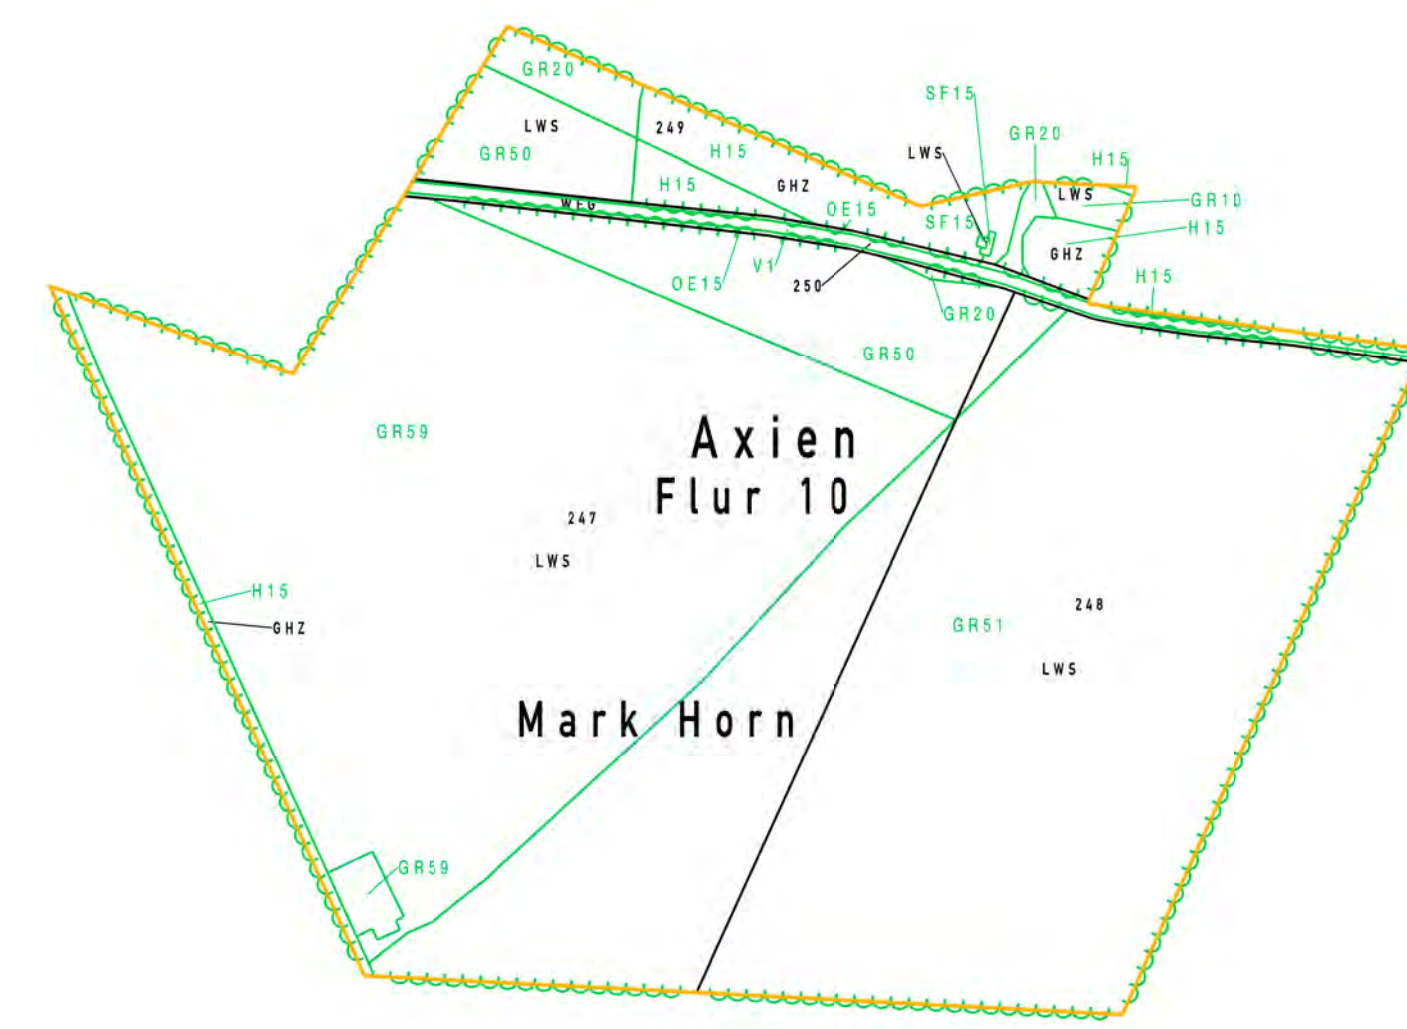 GR20
SF15
LWS
249
GR20
GR50
H15
LWS
H15
H15
GHZ
LWS
GR10
WEG
OE15
SF15
H15
GHZ
OE15
V1
250
H15
GR20
GR50
GR59
Axien
Flur 10
247
LWS
H15
GHZ
248
GR51
LWS
Mark Horn
GR59